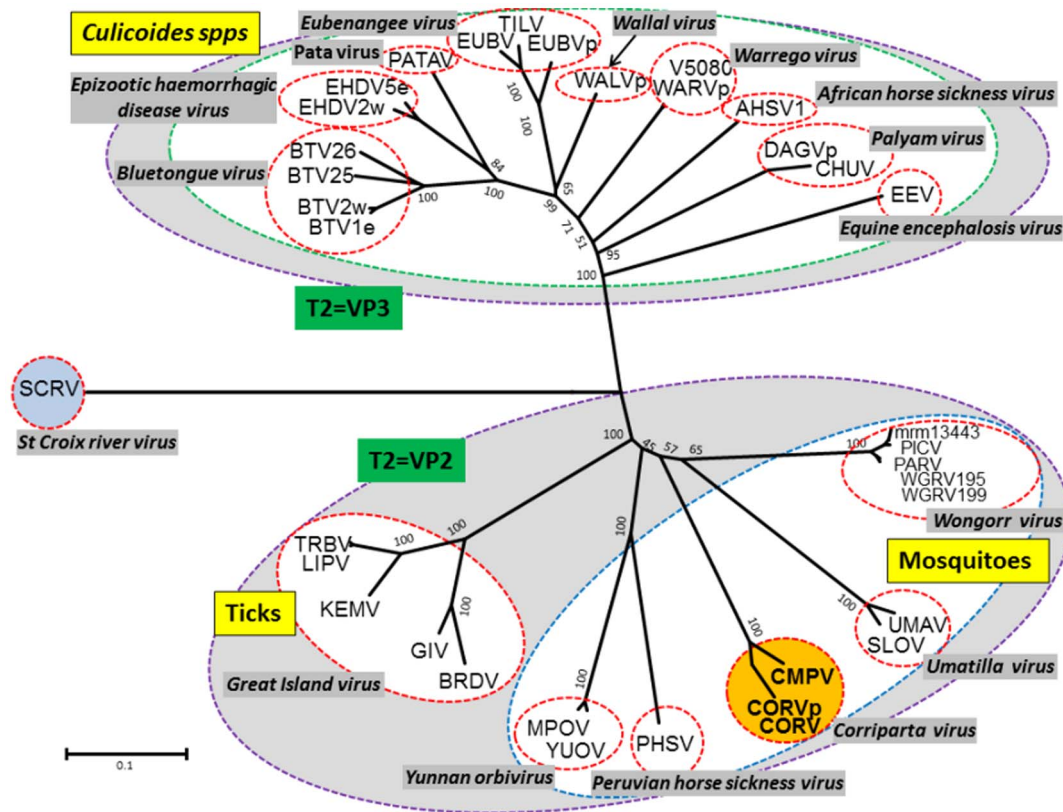 Culicoides spps
Eubenangee virus
Wallal virus
TILV
EUBV
EUBVp
Pata virus
PATAV
Warrego virus
V5080
WARVp
WALVp
Epizootic haemorrhagic
disease virus
EHDV5e
EHDV2w
African horse sickness virus
AHSV1
Palyam virus
DAGVp
CHUV
Bluetongue virus
BTV26
BTV25
BTV2w
BTV1e
EEV
Equine encephalosis virus
100
100
84
100
100
65
99
71
51
95
100
T2=VP3
SCRV
St Croix river virus
T2=VP2
100
45
57
65
100
mrm13443
PICV
PARV
WGRV195
WGRV199
Wongorr virus
Mosquitoes
100
100
TRBV
LIPV
KEMV
Ticks
100
GIV
BRDV
Great Island virus
100
100
MPOV
YUOV
Yunnan orbivirus
PHSV
Peruvian horse sickness virus
100
CMPV
CORVp
CORV
Corriparta virus
100
UMAV
SLOV
Umatilla virus
0.1